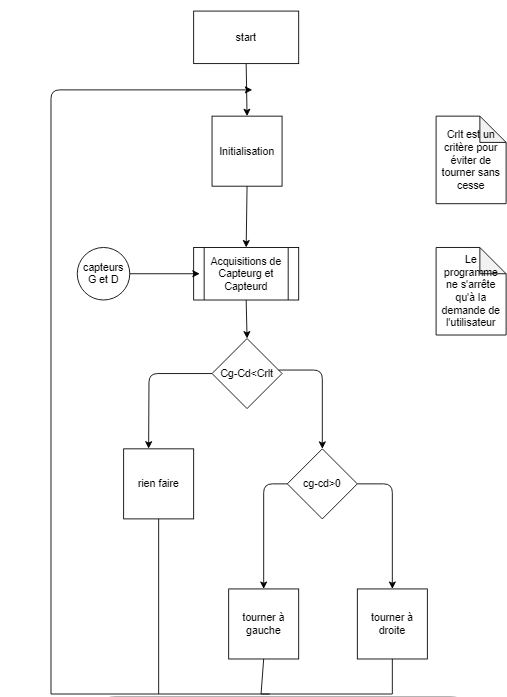 start
Initialisation
CrIt est un
critère pour
éviter de
tourner sans
cesse
capteurs
G et D
Acquisitions de
Capteurg et
Capteurd
Le
programme
ne s'arrête
qu'à la
demande de
l'utilisateur
Cg-Cd<CrIt
rien faire
cg-cd>0
tourner à
gauche
tourner à
droite